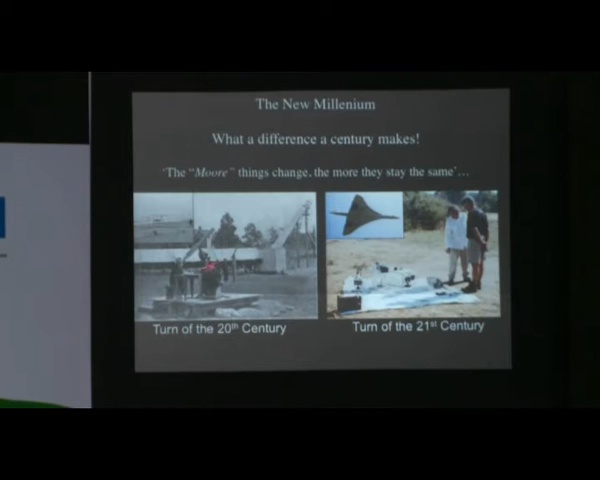 The New Millenium
What a difference a century makes!
'The "Moore" things change, the more they stay the same'…
Turn of the 20th Century
Turn of the 21st Century